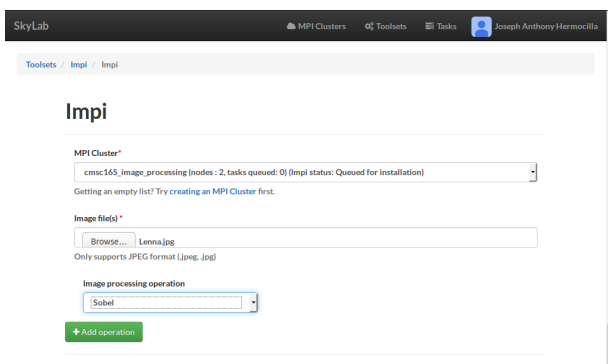 SkyLab MPI Clusters Toolsets Tasks Joseph Anthony Hermocilla
Toolsets / Impi / Impi
Impi
MPI Cluster*
cmsc165_image_processing (nodes : 2, tasks queued: 0) (Impi status: Queued for installation)
Getting an empty list? Try creating an MPI Cluster first.
Image file(s) *
Browse... Lenna.jpg
Only supports JPEG format (.jpeg, .jpg)
Image processing operation
Sobel
+ Add operation